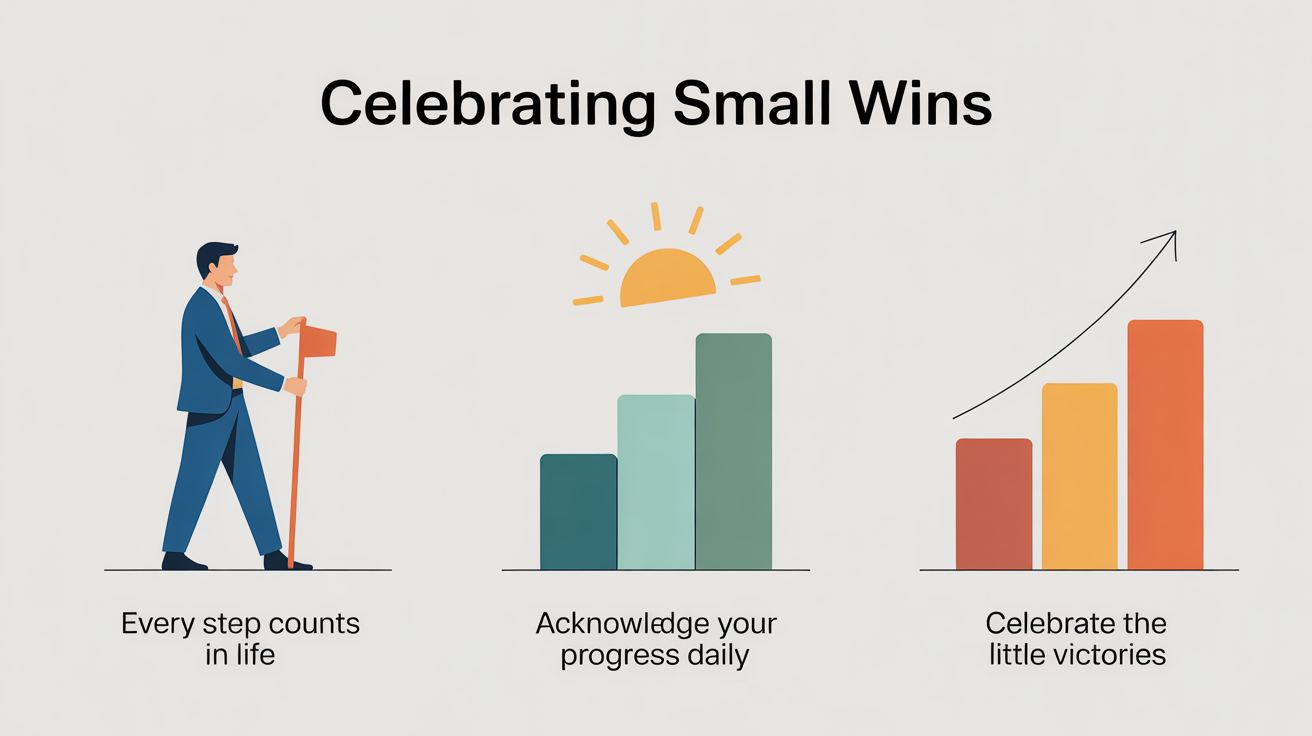 Celebrating Small Wins
Every step counts
in life
Acknowledge your
progress daily
Celebrate the
little victories